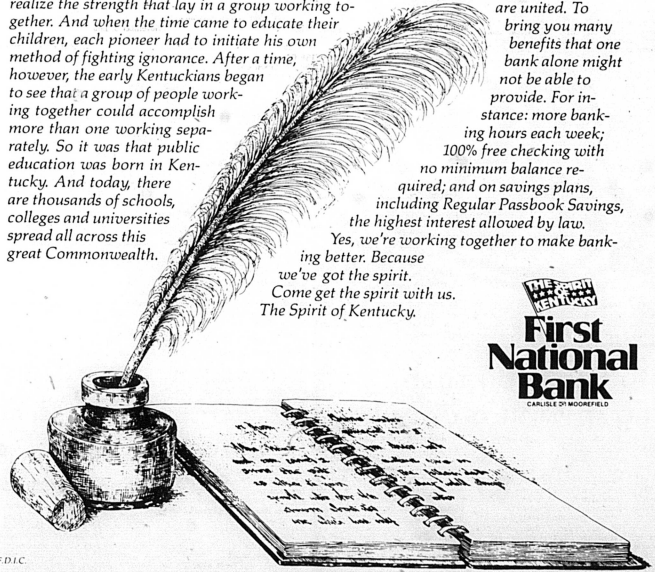 realize the strength that lay in a group working to-
gether. And when the time came to educate their
children, each pioneer had to initiate his own
method of fighting ignorance. After a time,
however, the early Kentuckians began
to see that a group of people work-
ing together could accomplish
more than one working sepa-
rately. So it was that public
education was born in Ken-
tucky. And today, there
are thousands of schools,
colleges and universities
spread all across this
great Commonwealth.
are united. To
bring you many
benefits that one
bank alone might
not be able to
provide. For in-
stance: more bank-
ing hours each week;
100% free checking with
no minimum balance re-
quired; and on savings plans,
including Regular Passbook Savings,
the highest interest allowed by law.
Yes, we're working together to make bank-
ing better. Because
we've got the spirit.
Come get the spirit with us.
The Spirit of Kentucky.
THE SPIRIT
OF
KENTUCKY
First
National
Bank
CARLISLE MOOREFIELD
F.D.I.C.